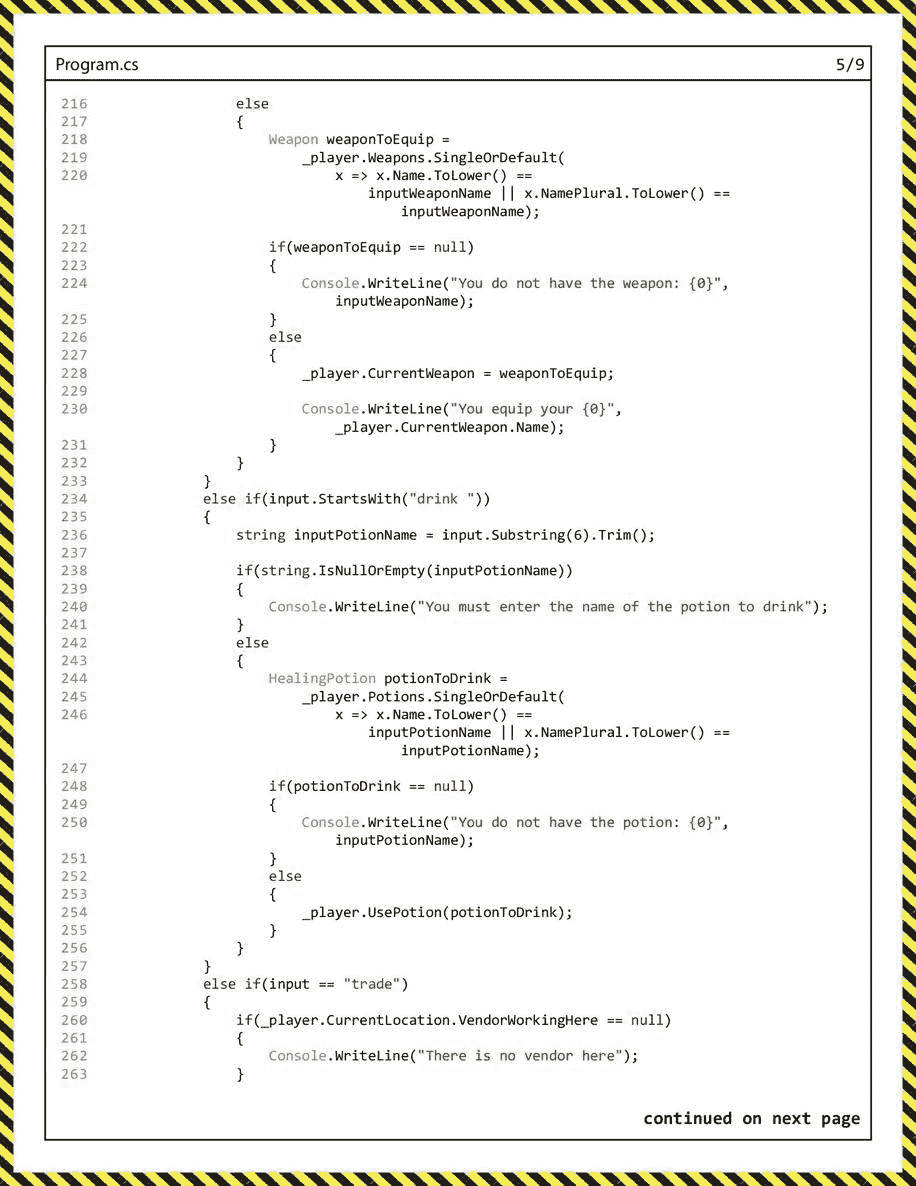 Program.cs 5/9
216 else
217 {
218 Weapon weaponToEquip =
219 _player.Weapons.SingleOrDefault(
220 x => x.Name.ToLower() ==
inputWeaponName || x.NamePlural.ToLower() ==
inputWeaponName);
221
222 if(weaponToEquip == null)
223 {
224 Console.WriteLine("You do not have the weapon: {0}",
inputWeaponName);
225 }
226 else
227 {
228 _player.CurrentWeapon = weaponToEquip;
229
230 Console.WriteLine("You equip your {0}",
_player.CurrentWeapon.Name);
231 }
232 }
233 }
234 else if(input.StartsWith("drink "))
235 {
236 string inputPotionName = input.Substring(6).Trim();
237
238 if(string.IsNullOrEmpty(inputPotionName))
239 {
240 Console.WriteLine("You must enter the name of the potion to drink");
241 }
242 else
243 {
244 HealingPotion potionToDrink =
245 _player.Potions.SingleOrDefault(
246 x => x.Name.ToLower() ==
inputPotionName || x.NamePlural.ToLower() ==
inputPotionName);
247
248 if(potionToDrink == null)
249 {
250 Console.WriteLine("You do not have the potion: {0}",
inputPotionName);
251 }
252 else
253 {
254 _player.UsePotion(potionToDrink);
255 }
256 }
257 }
258 else if(input == "trade")
259 {
260 if(_player.CurrentLocation.VendorWorkingHere == null)
261 {
262 Console.WriteLine("There is no vendor here");
263 }
continued on next page